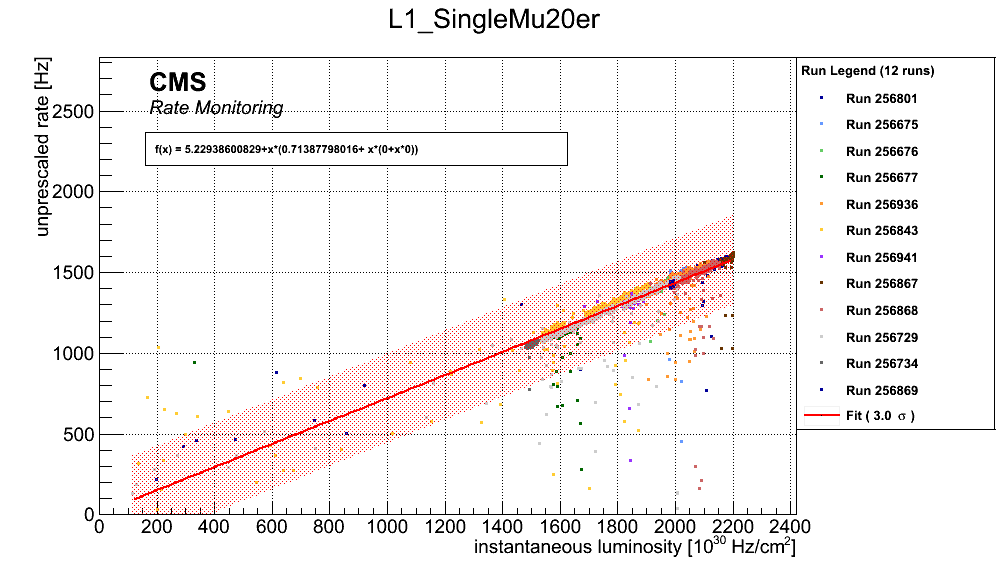 L1_SingleMu20er
unprescaled rate [Hz]
CMS
Rate Monitoring
f(x) = 5.22938600829+x*(0.71387798016+ x*(0+x*0))
2500
2000
1500
1000
500
0
0 200 400 600 800 1000 1200 1400 1600 1800 2000 2200 2400
instantaneous luminosity [10³⁰ Hz/cm²]
Run Legend (12 runs)
Run 256801
Run 256675
Run 256676
Run 256677
Run 256936
Run 256843
Run 256941
Run 256867
Run 256868
Run 256729
Run 256734
Run 256869
Fit ( 3.0 σ )